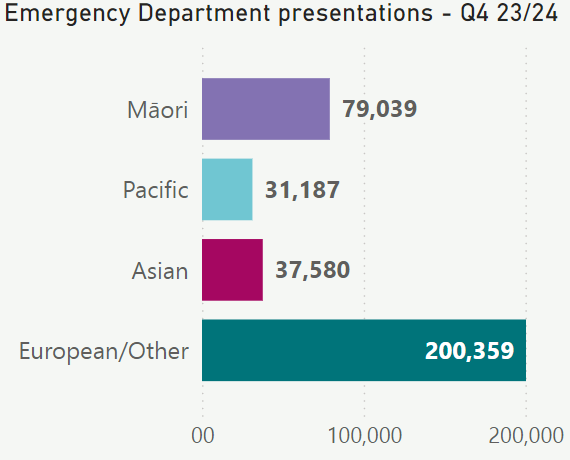 Emergency Department presentations - Q4 23/24
Māori 79,039
Pacific 31,187
Asian 37,580
European/Other 200,359
00 100,000 200,000